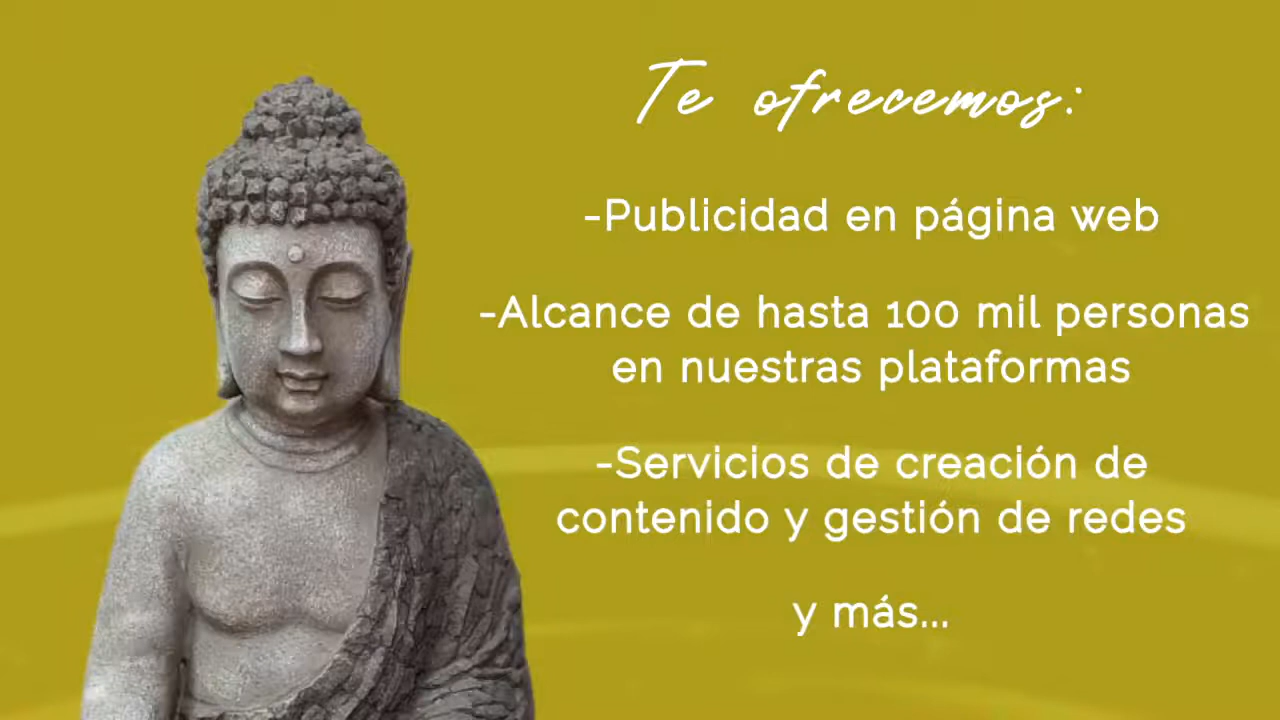 Te ofrecemos:
-Publicidad en página web
-Alcance de hasta 100 mil personas
en nuestras plataformas
-Servicios de creación de
contenido y gestión de redes
y más...